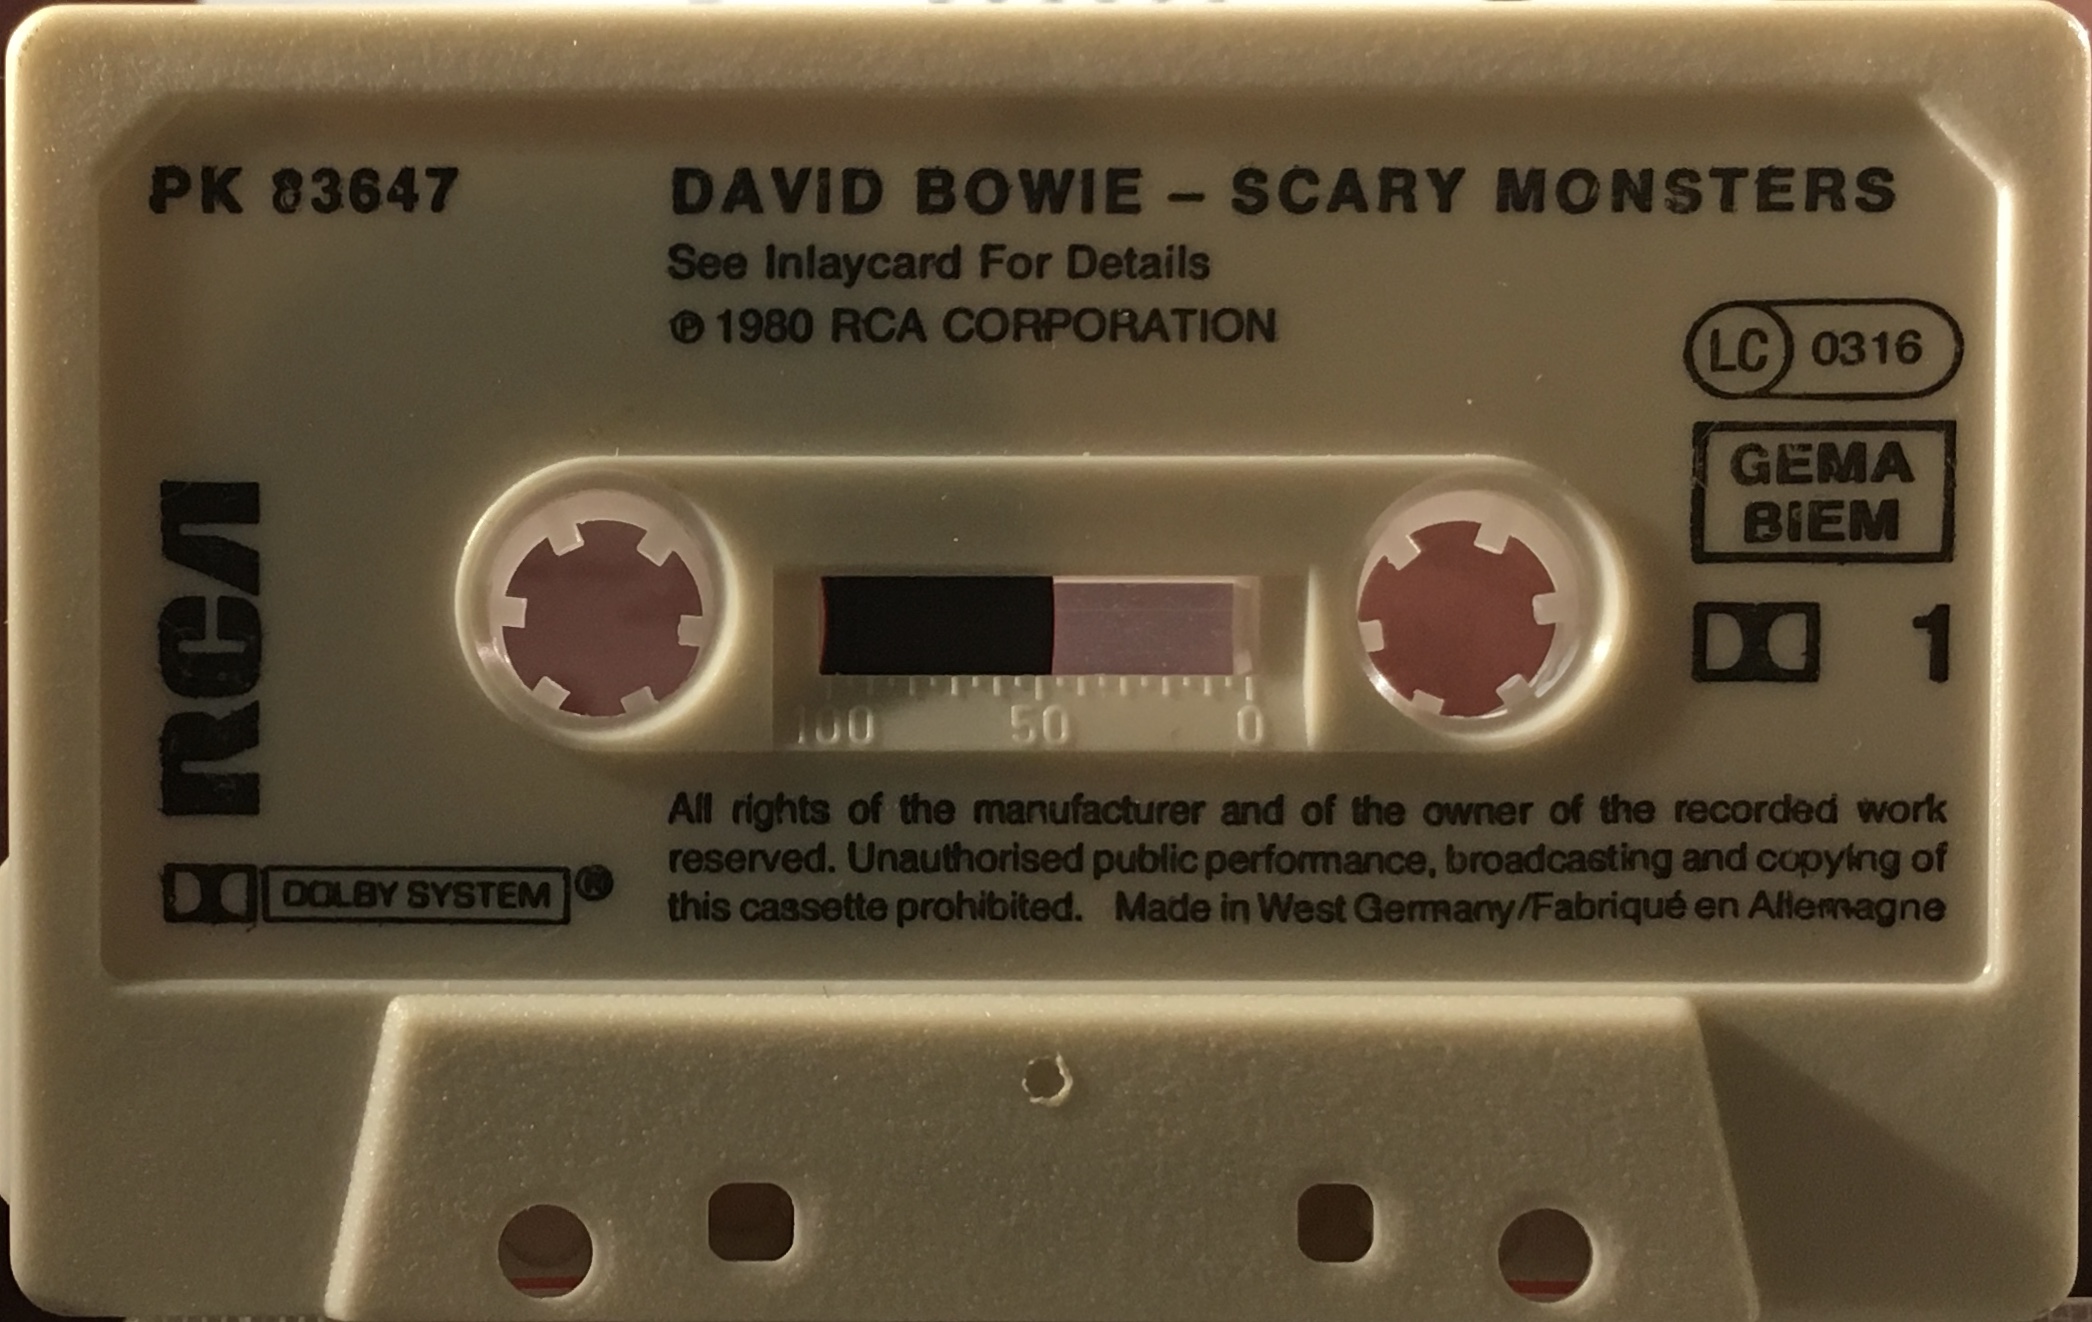 PK 83647
DAVID BOWIE – SCARY MONSTERS
See Inlaycard For Details
℗ 1980 RCA CORPORATION
LC 0316
GEMA
BIEM
1
RCA
100 50 0
All rights of the manufacturer and of the owner of the recorded work
reserved. Unauthorised public performance, broadcasting and copying of
this cassette prohibited. Made in West Germany/Fabriqué en Allemagne
DOLBY SYSTEM®